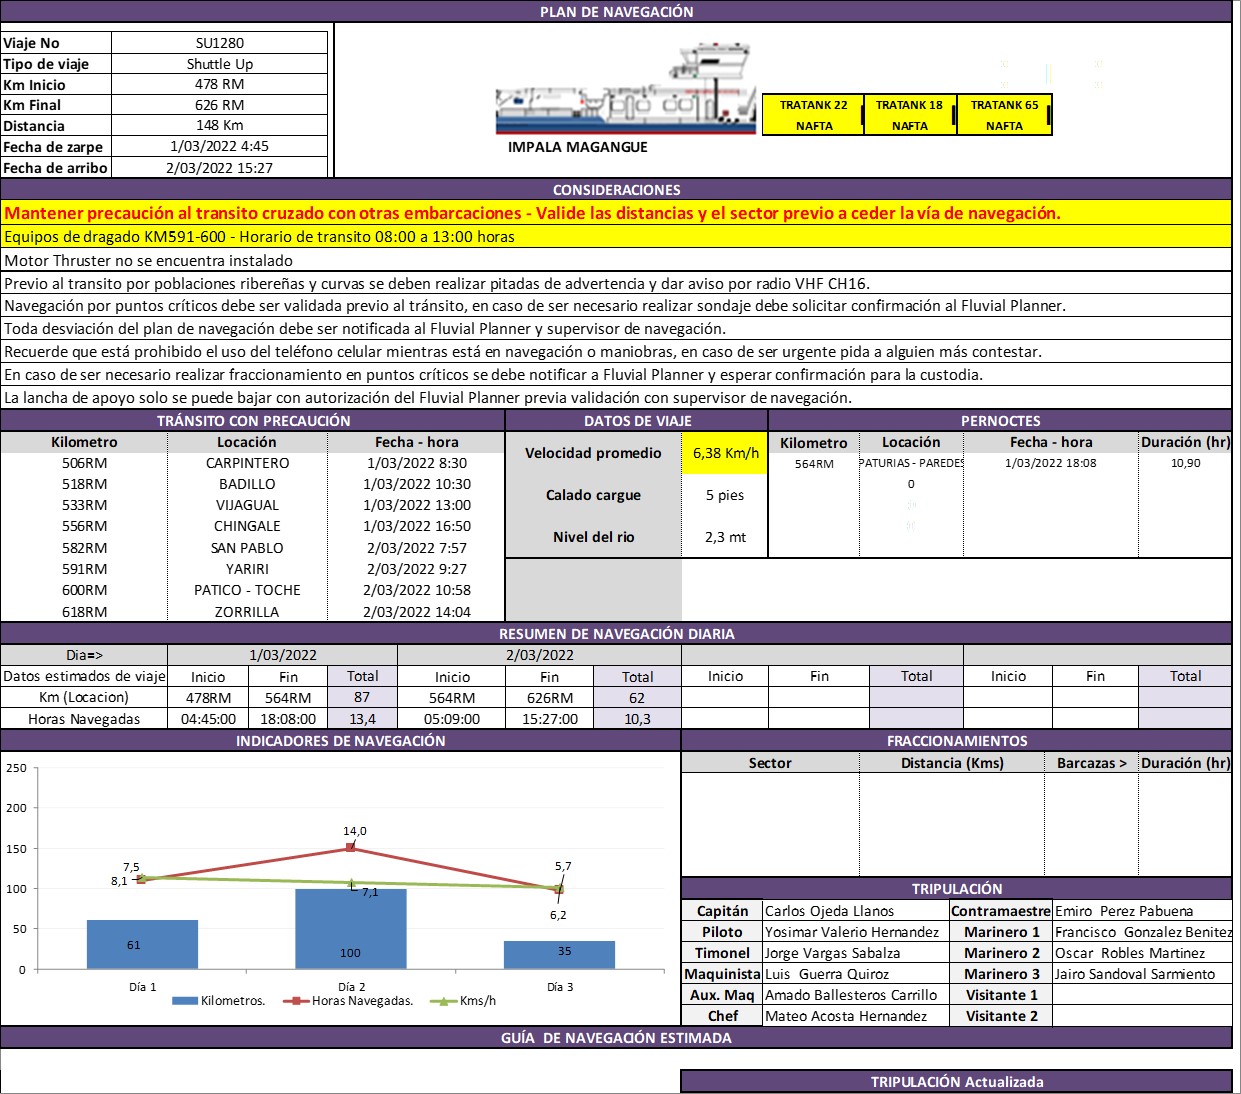 PLAN DE NAVEGACIÓN
Viaje No SU1280
Tipo de viaje Shuttle Up
Km Inicio 478 RM
Km Final 626 RM
Distancia 148 Km
Fecha de zarpe 1/03/2022 4:45
Fecha de arribo 2/03/2022 15:27
TRATANK 22 TRATANK 18 TRATANK 65
NAFTA NAFTA NAFTA
IMPALA MAGANGUE
CONSIDERACIONES
Mantener precaución al transito cruzado con otras embarcaciones - Valide las distancias y el sector previo a ceder la vía de navegación.
Equipos de dragado KM591-600 - Horario de transito 08:00 a 13:00 horas
Motor Thruster no se encuentra instalado
Previo al transito por poblaciones ribereñas y curvas se deben realizar pitadas de advertencia y dar aviso por radio VHF CH16.
Navegación por puntos críticos debe ser validada previo al tránsito, en caso de ser necesario realizar sondaje debe solicitar confirmación al Fluvial Planner.
Toda desviación del plan de navegación debe ser notificada al Fluvial Planner y supervisor de navegación.
Recuerde que está prohibido el uso del teléfono celular mientras está en navegación o maniobras, en caso de ser urgente pida a alguien más contestar.
En caso de ser necesario realizar fraccionamiento en puntos críticos se debe notificar a Fluvial Planner y esperar confirmación para la custodia.
La lancha de apoyo solo se puede bajar con autorización del Fluvial Planner previa validación con supervisor de navegación.
TRÁNSITO CON PRECAUCIÓN
Kilometro Locación Fecha - hora
506RM CARPINTERO 1/03/2022 8:30
518RM BADILLO 1/03/2022 10:30
533RM VIJAGUAL 1/03/2022 13:00
556RM CHINGALE 1/03/2022 16:50
582RM SAN PABLO 2/03/2022 7:57
591RM YARIRI 2/03/2022 9:27
600RM PATICO - TOCHE 2/03/2022 10:58
618RM ZORRILLA 2/03/2022 14:04
DATOS DE VIAJE
Velocidad promedio 6,38 Km/h
Calado cargue 5 pies
Nivel del rio 2,3 mt
PERNOCTES
Kilometro Locación Fecha - hora Duración (hr)
564RM PATURIAS - PAREDES 1/03/2022 18:08 10,90
0
RESUMEN DE NAVEGACIÓN DIARIA
Dia=> 1/03/2022 2/03/2022
Datos estimados de viaje Inicio Fin Total Inicio Fin Total Inicio Fin Total Inicio Fin Total
Km (Locacion) 478RM 564RM 87 564RM 626RM 62
Horas Navegadas 04:45:00 18:08:00 13,4 05:09:00 15:27:00 10,3
INDICADORES DE NAVEGACIÓN
250
200
150
100
50
0
7,5
8,1
14,0
7,1
5,7
6,2
61
100
35
Día 1 Día 2 Día 3
Kilometros. Horas Navegadas. Kms/h
FRACCIONAMIENTOS
Sector Distancia (Kms) Barcazas > Duración (hr)
TRIPULACIÓN
Capitán Carlos Ojeda Llanos Contramaestre Emiro Perez Pabuena
Piloto Yosimar Valerio Hernandez Marinero 1 Francisco Gonzalez Benitez
Timonel Jorge Vargas Sabalza Marinero 2 Oscar Robles Martinez
Maquinista Luis Guerra Quiroz Marinero 3 Jairo Sandoval Sarmiento
Aux. Maq Amado Ballesteros Carrillo Visitante 1
Chef Mateo Acosta Hernandez Visitante 2
GUÍA DE NAVEGACIÓN ESTIMADA
TRIPULACIÓN Actualizada